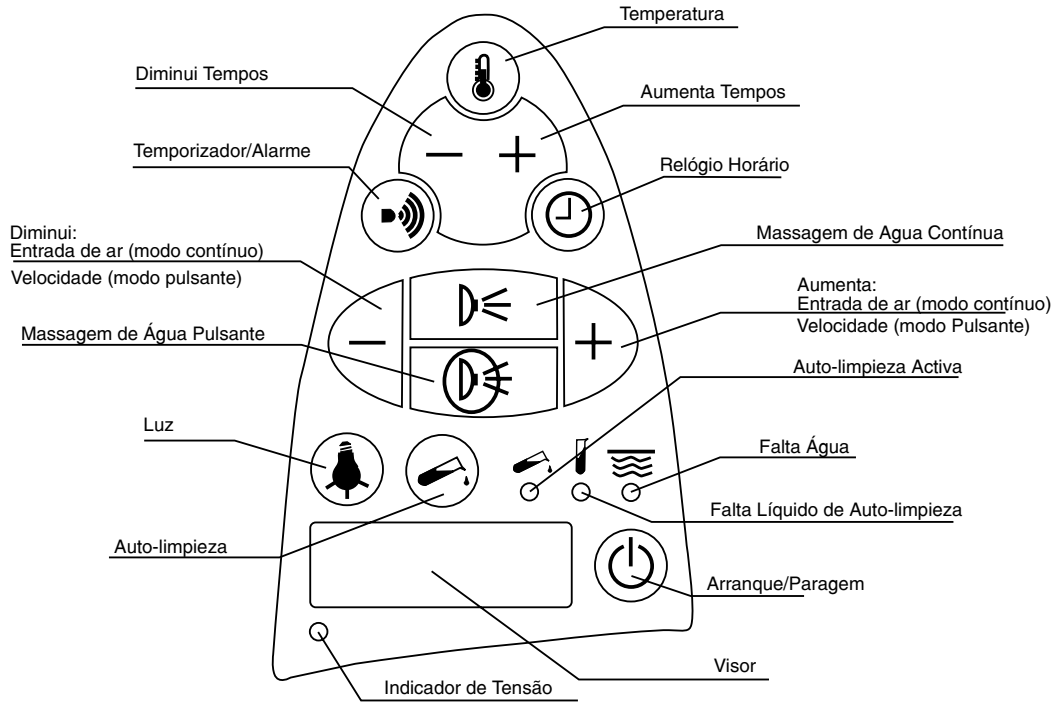 Temperatura
Diminui Tempos
Aumenta Tempos
Temporizador/Alarme
Relógio Horário
Diminui:
Entrada de ar (modo contínuo)
Velocidade (modo pulsante)
Massagem de Agua Contínua
Aumenta:
Entrada de ar (modo contínuo)
Velocidade (modo Pulsante)
Massagem de Água Pulsante
Auto-limpieza Activa
Luz
Falta Água
Falta Líquido de Auto-limpieza
Auto-limpieza
Arranque/Paragem
Visor
Indicador de Tensão